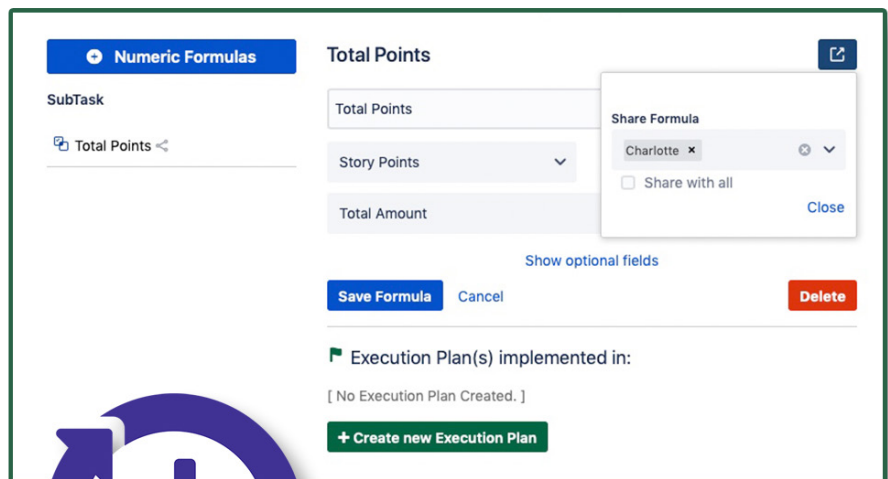 Numeric Formulas
SubTask
Total Points
Total Points
Total Points
Story Points
Total Amount
Share Formula
Charlotte ×
Share with all
Close
Show optional fields
Save Formula
Cancel
Delete
Execution Plan(s) implemented in:
[ No Execution Plan Created. ]
+ Create new Execution Plan